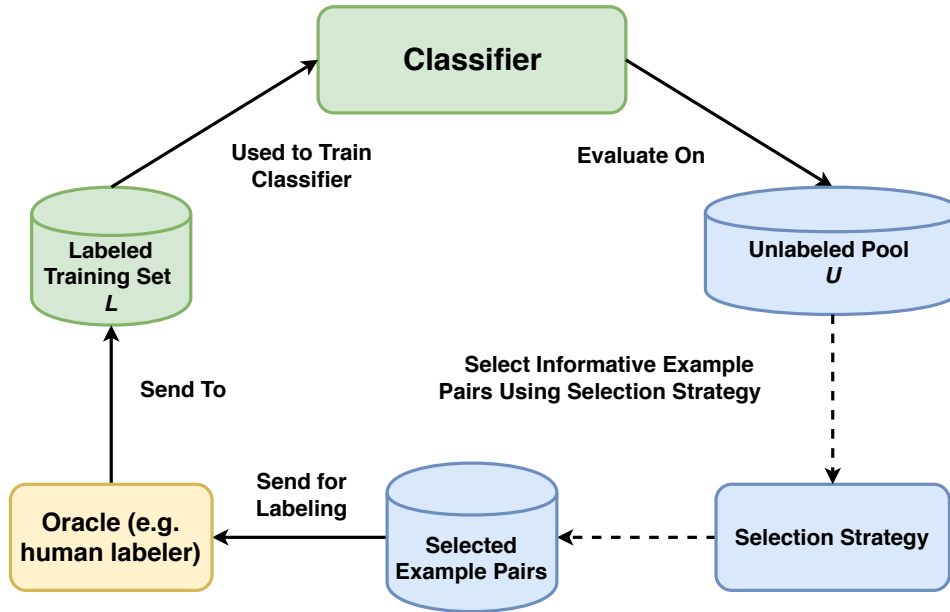 Classifier
Used to Train
Classifier
Evaluate On
Labeled
Training Set
L
Unlabeled Pool
U
Select Informative Example
Pairs Using Selection Strategy
Send To
Send for
Labeling
Oracle (e.g.
human labeler)
Selected
Example Pairs
Selection Strategy